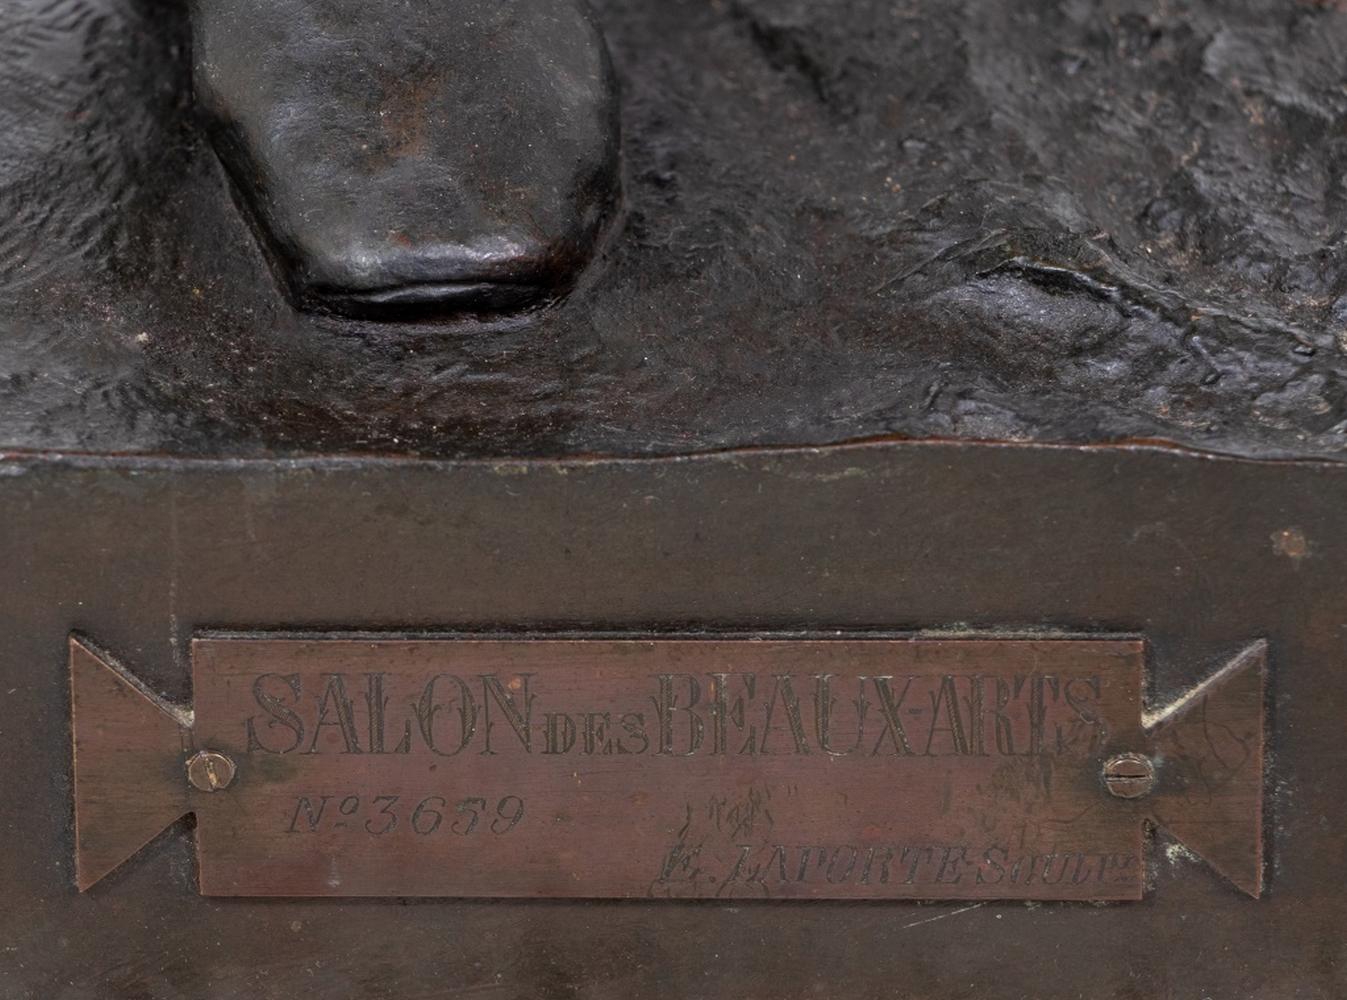 SALON DES BEAUX-ARTS
Nº 3659
E. LAPORTE SCULPR